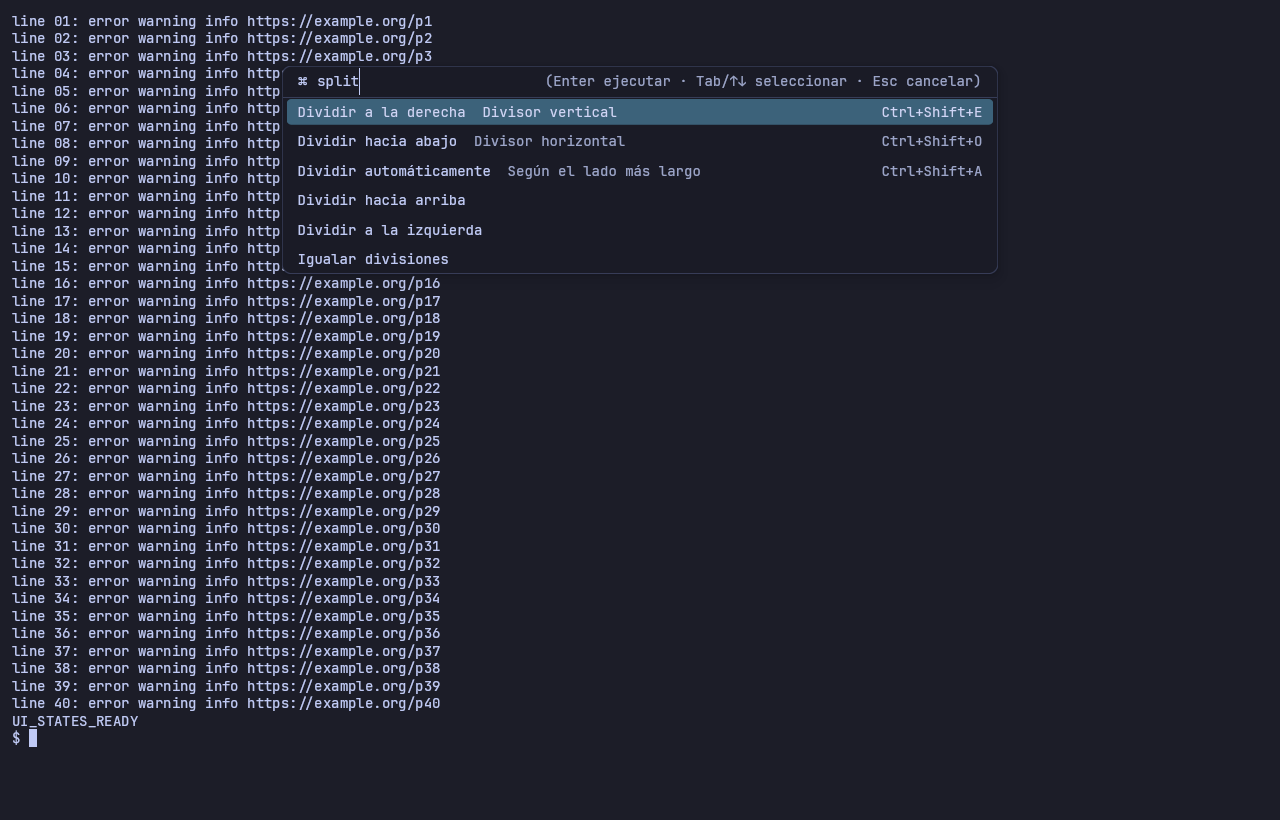 line 01: error warning info https://example.org/p1
line 02: error warning info https://example.org/p2
line 03: error warning info https://example.org/p3
line 04: error warning info http
⌘ split (Enter ejecutar · Tab/↑↓ seleccionar · Esc cancelar)
line 05: error warning info http
line 06: error warning info http
Dividir a la derecha Divisor vertical Ctrl+Shift+E
line 07: error warning info http
line 08: error warning info http
Dividir hacia abajo Divisor horizontal Ctrl+Shift+O
line 09: error warning info http
line 10: error warning info http
Dividir automáticamente Según el lado más largo Ctrl+Shift+A
line 11: error warning info http
Dividir hacia arriba
line 12: error warning info http
line 13: error warning info http
Dividir a la izquierda
line 14: error warning info http
line 15: error warning info http
Igualar divisiones
line 16: error warning info https://example.org/p16
line 17: error warning info https://example.org/p17
line 18: error warning info https://example.org/p18
line 19: error warning info https://example.org/p19
line 20: error warning info https://example.org/p20
line 21: error warning info https://example.org/p21
line 22: error warning info https://example.org/p22
line 23: error warning info https://example.org/p23
line 24: error warning info https://example.org/p24
line 25: error warning info https://example.org/p25
line 26: error warning info https://example.org/p26
line 27: error warning info https://example.org/p27
line 28: error warning info https://example.org/p28
line 29: error warning info https://example.org/p29
line 30: error warning info https://example.org/p30
line 31: error warning info https://example.org/p31
line 32: error warning info https://example.org/p32
line 33: error warning info https://example.org/p33
line 34: error warning info https://example.org/p34
line 35: error warning info https://example.org/p35
line 36: error warning info https://example.org/p36
line 37: error warning info https://example.org/p37
line 38: error warning info https://example.org/p38
line 39: error warning info https://example.org/p39
line 40: error warning info https://example.org/p40
UI_STATES_READY
$